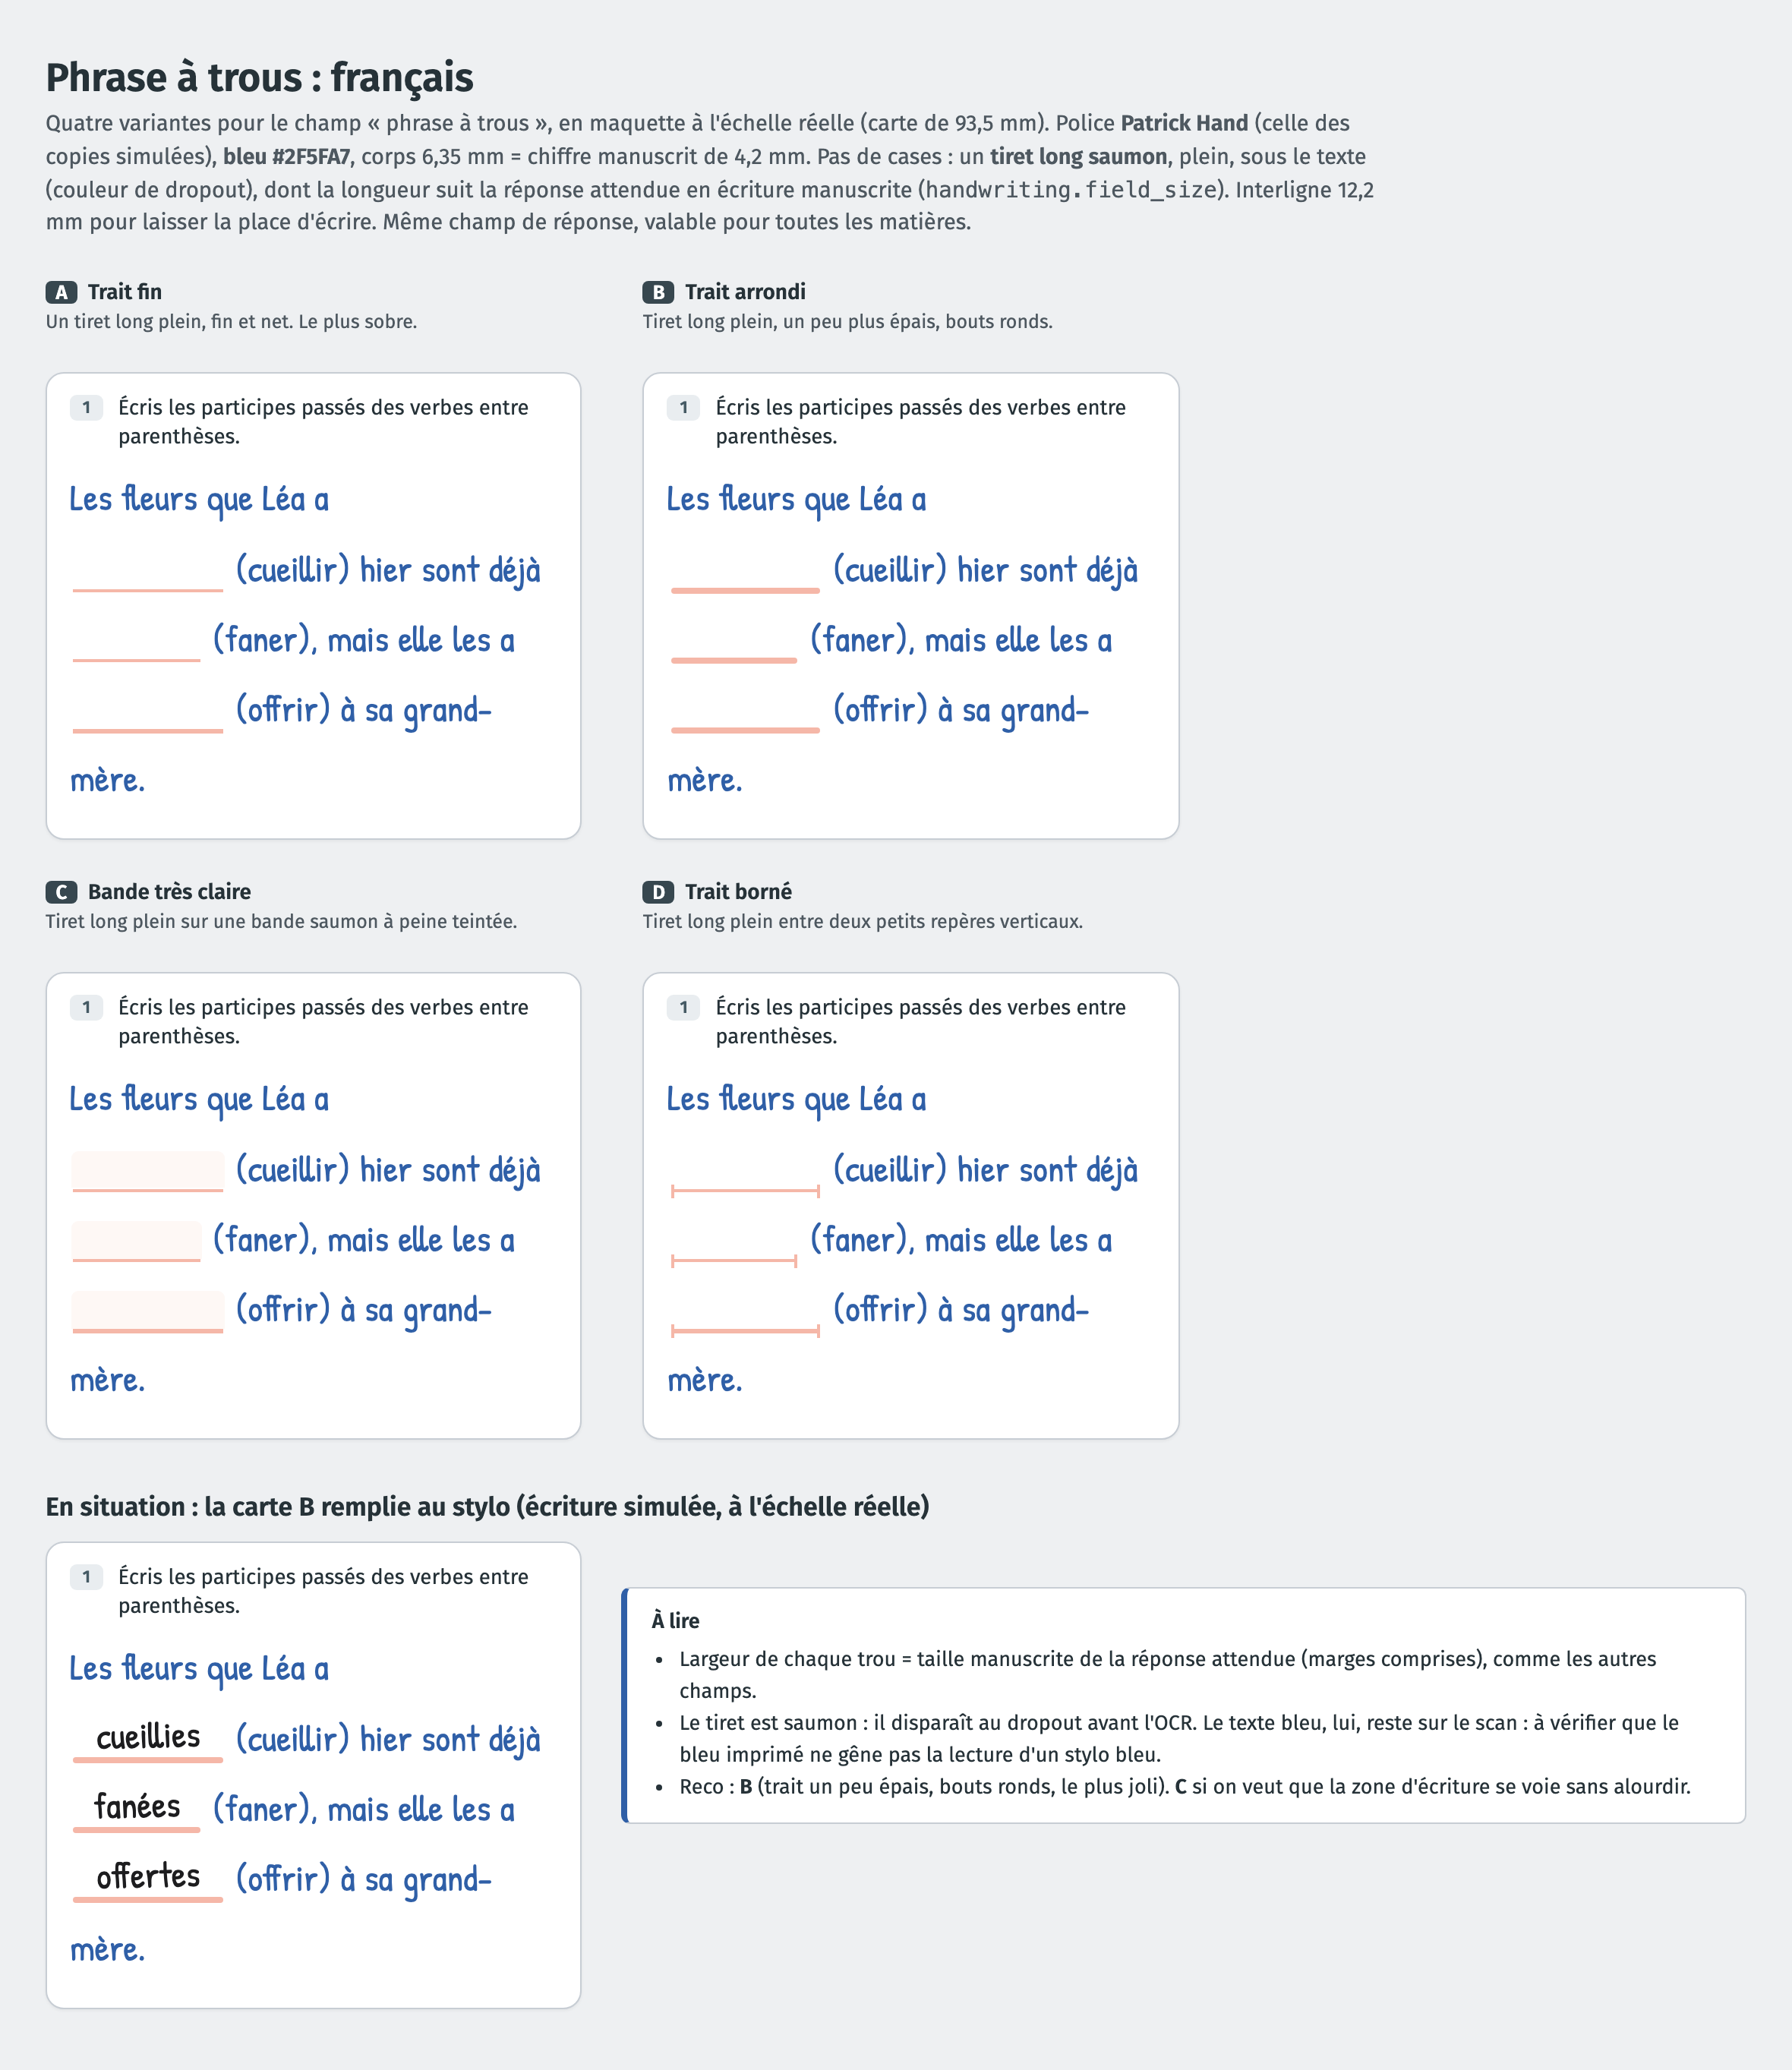 Phrase à trous : français
Quatre variantes pour le champ « phrase à trous », en maquette à l'échelle réelle (carte de 93,5 mm). Police Patrick Hand (celle des
copies simulées), bleu #2F5FA7, corps 6,35 mm = chiffre manuscrit de 4,2 mm. Pas de cases : un tiret long saumon, plein, sous le texte
(couleur de dropout), dont la longueur suit la réponse attendue en écriture manuscrite (handwriting.field_size). Interligne 12,2
mm pour laisser la place d'écrire. Même champ de réponse, valable pour toutes les matières.
A Trait fin
Un tiret long plein, fin et net. Le plus sobre.
1 Écris les participes passés des verbes entre
parenthèses.
Les fleurs que Léa a
(cueillir) hier sont déjà
(faner), mais elle les a
(offrir) à sa grand-
mère.
B Trait arrondi
Tiret long plein, un peu plus épais, bouts ronds.
1 Écris les participes passés des verbes entre
parenthèses.
Les fleurs que Léa a
(cueillir) hier sont déjà
(faner), mais elle les a
(offrir) à sa grand-
mère.
C Bande très claire
Tiret long plein sur une bande saumon à peine teintée.
1 Écris les participes passés des verbes entre
parenthèses.
Les fleurs que Léa a
(cueillir) hier sont déjà
(faner), mais elle les a
(offrir) à sa grand-
mère.
D Trait borné
Tiret long plein entre deux petits repères verticaux.
1 Écris les participes passés des verbes entre
parenthèses.
Les fleurs que Léa a
(cueillir) hier sont déjà
(faner), mais elle les a
(offrir) à sa grand-
mère.
En situation : la carte B remplie au stylo (écriture simulée, à l'échelle réelle)
1 Écris les participes passés des verbes entre
parenthèses.
Les fleurs que Léa a
cueillies (cueillir) hier sont déjà
fanées (faner), mais elle les a
offertes (offrir) à sa grand-
mère.
À lire
• Largeur de chaque trou = taille manuscrite de la réponse attendue (marges comprises), comme les autres
champs.
• Le tiret est saumon : il disparaît au dropout avant l'OCR. Le texte bleu, lui, reste sur le scan : à vérifier que le
bleu imprimé ne gêne pas la lecture d'un stylo bleu.
• Reco : B (trait un peu épais, bouts ronds, le plus joli). C si on veut que la zone d'écriture se voie sans alourdir.